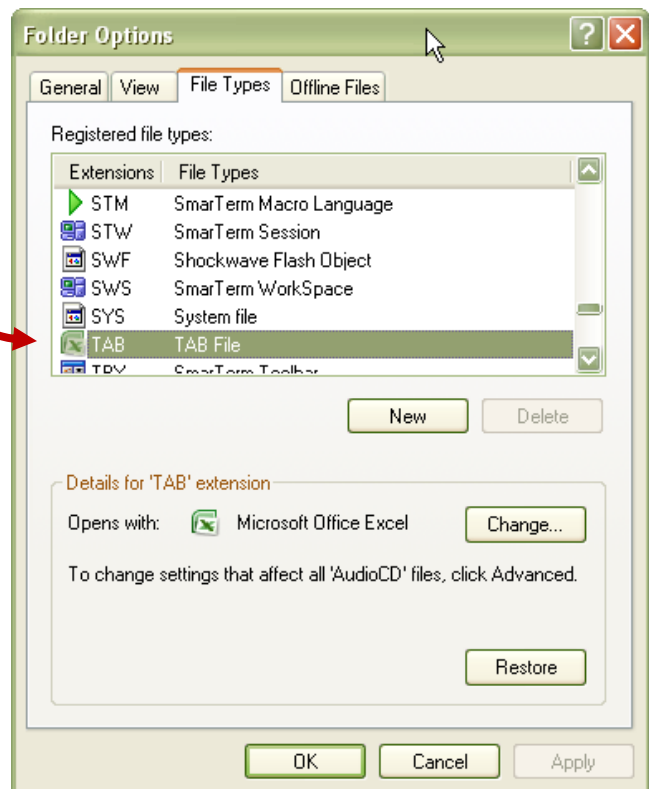 Folder Options
General View File Types Offline Files
Registered file types:
Extensions File Types
STM SmarTerm Macro Language
STW SmarTerm Session
SWF Shockwave Flash Object
SWS SmarTerm WorkSpace
SYS System file
TAB TAB File
SmarTerm Toolbar
New Delete
Details for 'TAB' extension
Opens with: Microsoft Office Excel Change...
To change settings that affect all 'AudioCD' files, click Advanced.
Restore
OK Cancel Apply